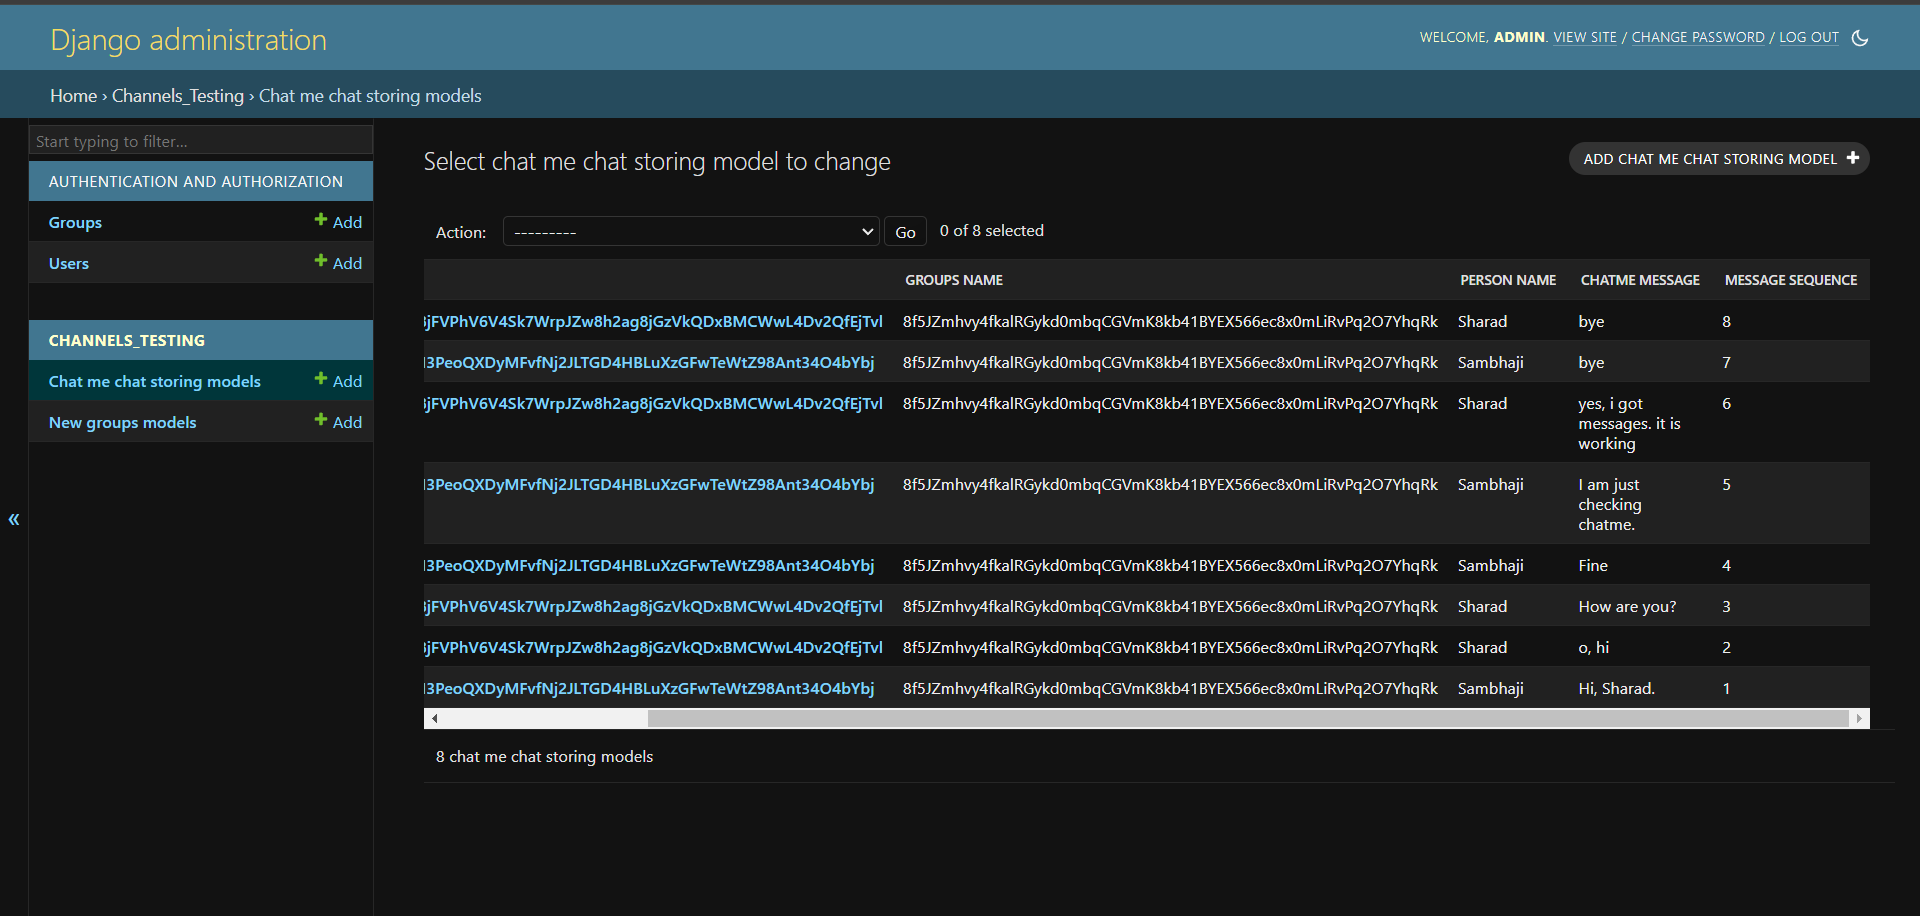 Django administration
WELCOME, ADMIN. VIEW SITE / CHANGE PASSWORD / LOG OUT
Home › Channels_Testing › Chat me chat storing models
Start typing to filter...
AUTHENTICATION AND AUTHORIZATION
Groups + Add
Users + Add
CHANNELS_TESTING
Chat me chat storing models + Add
New groups models + Add
«
Select chat me chat storing model to change
ADD CHAT ME CHAT STORING MODEL +
Action: --------- Go 0 of 8 selected
GROUPS NAME PERSON NAME CHATME MESSAGE MESSAGE SEQUENCE
jFVPhV6V4Sk7WrpJZw8h2ag8jGzVkQDxBMCWwL4Dv2QfEjTvl 8f5JZmhvy4fkalRGykd0mbqCGVmK8kb41BYEX566ec8x0mLiRvPq2O7YhqRk Sharad bye 8
3PeoQXDyMFvfNj2JLTGD4HBLuXzGFwTeWtZ98Ant34O4bYbj 8f5JZmhvy4fkalRGykd0mbqCGVmK8kb41BYEX566ec8x0mLiRvPq2O7YhqRk Sambhaji bye 7
jFVPhV6V4Sk7WrpJZw8h2ag8jGzVkQDxBMCWwL4Dv2QfEjTvl 8f5JZmhvy4fkalRGykd0mbqCGVmK8kb41BYEX566ec8x0mLiRvPq2O7YhqRk Sharad yes, i got 6
messages. it is
working
3PeoQXDyMFvfNj2JLTGD4HBLuXzGFwTeWtZ98Ant34O4bYbj 8f5JZmhvy4fkalRGykd0mbqCGVmK8kb41BYEX566ec8x0mLiRvPq2O7YhqRk Sambhaji I am just 5
checking
chatme.
3PeoQXDyMFvfNj2JLTGD4HBLuXzGFwTeWtZ98Ant34O4bYbj 8f5JZmhvy4fkalRGykd0mbqCGVmK8kb41BYEX566ec8x0mLiRvPq2O7YhqRk Sambhaji Fine 4
jFVPhV6V4Sk7WrpJZw8h2ag8jGzVkQDxBMCWwL4Dv2QfEjTvl 8f5JZmhvy4fkalRGykd0mbqCGVmK8kb41BYEX566ec8x0mLiRvPq2O7YhqRk Sharad How are you? 3
jFVPhV6V4Sk7WrpJZw8h2ag8jGzVkQDxBMCWwL4Dv2QfEjTvl 8f5JZmhvy4fkalRGykd0mbqCGVmK8kb41BYEX566ec8x0mLiRvPq2O7YhqRk Sharad o, hi 2
3PeoQXDyMFvfNj2JLTGD4HBLuXzGFwTeWtZ98Ant34O4bYbj 8f5JZmhvy4fkalRGykd0mbqCGVmK8kb41BYEX566ec8x0mLiRvPq2O7YhqRk Sambhaji Hi, Sharad. 1
8 chat me chat storing models